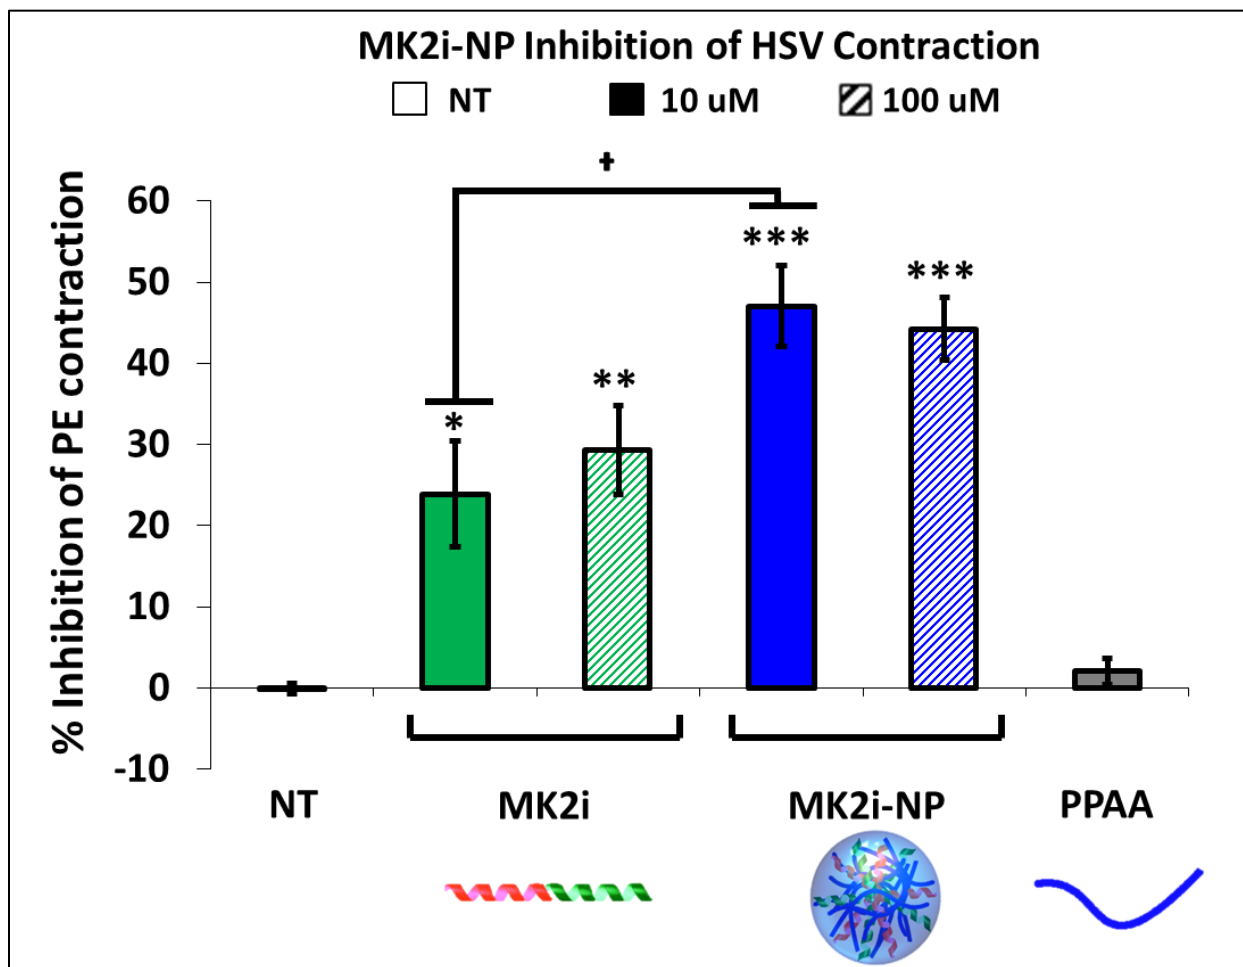 MK2i-NP Inhibition of HSV Contraction
NT 10 uM 100 uM
% Inhibition of PE contraction
ⵜ
60
50
40
30
20
10
0
-10
*
**
***
***
NT MK2i MK2i-NP PPAA